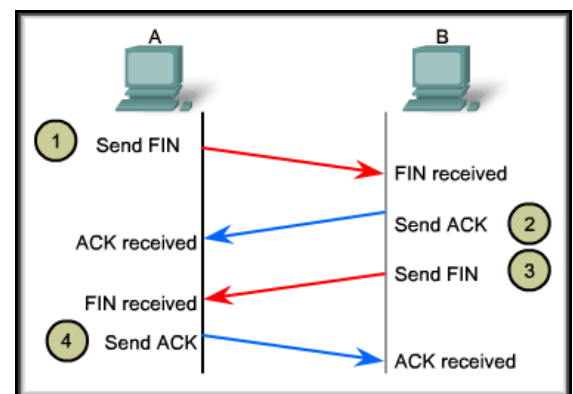 A
B
1
Send FIN
FIN received
Send ACK
2
ACK received
Send FIN
3
FIN received
4
Send ACK
ACK received